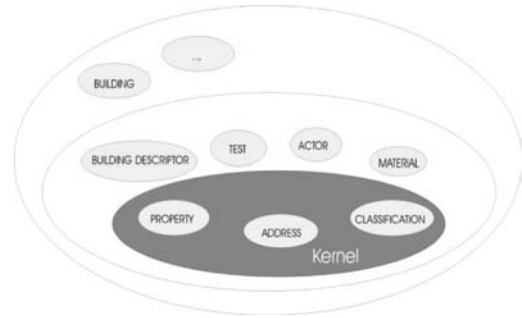 ...
BUILDING
TEST
ACTOR
BUILDING DESCRIPTOR
MATERIAL
PROPERTY
CLASSIFICATION
ADDRESS
Kernel